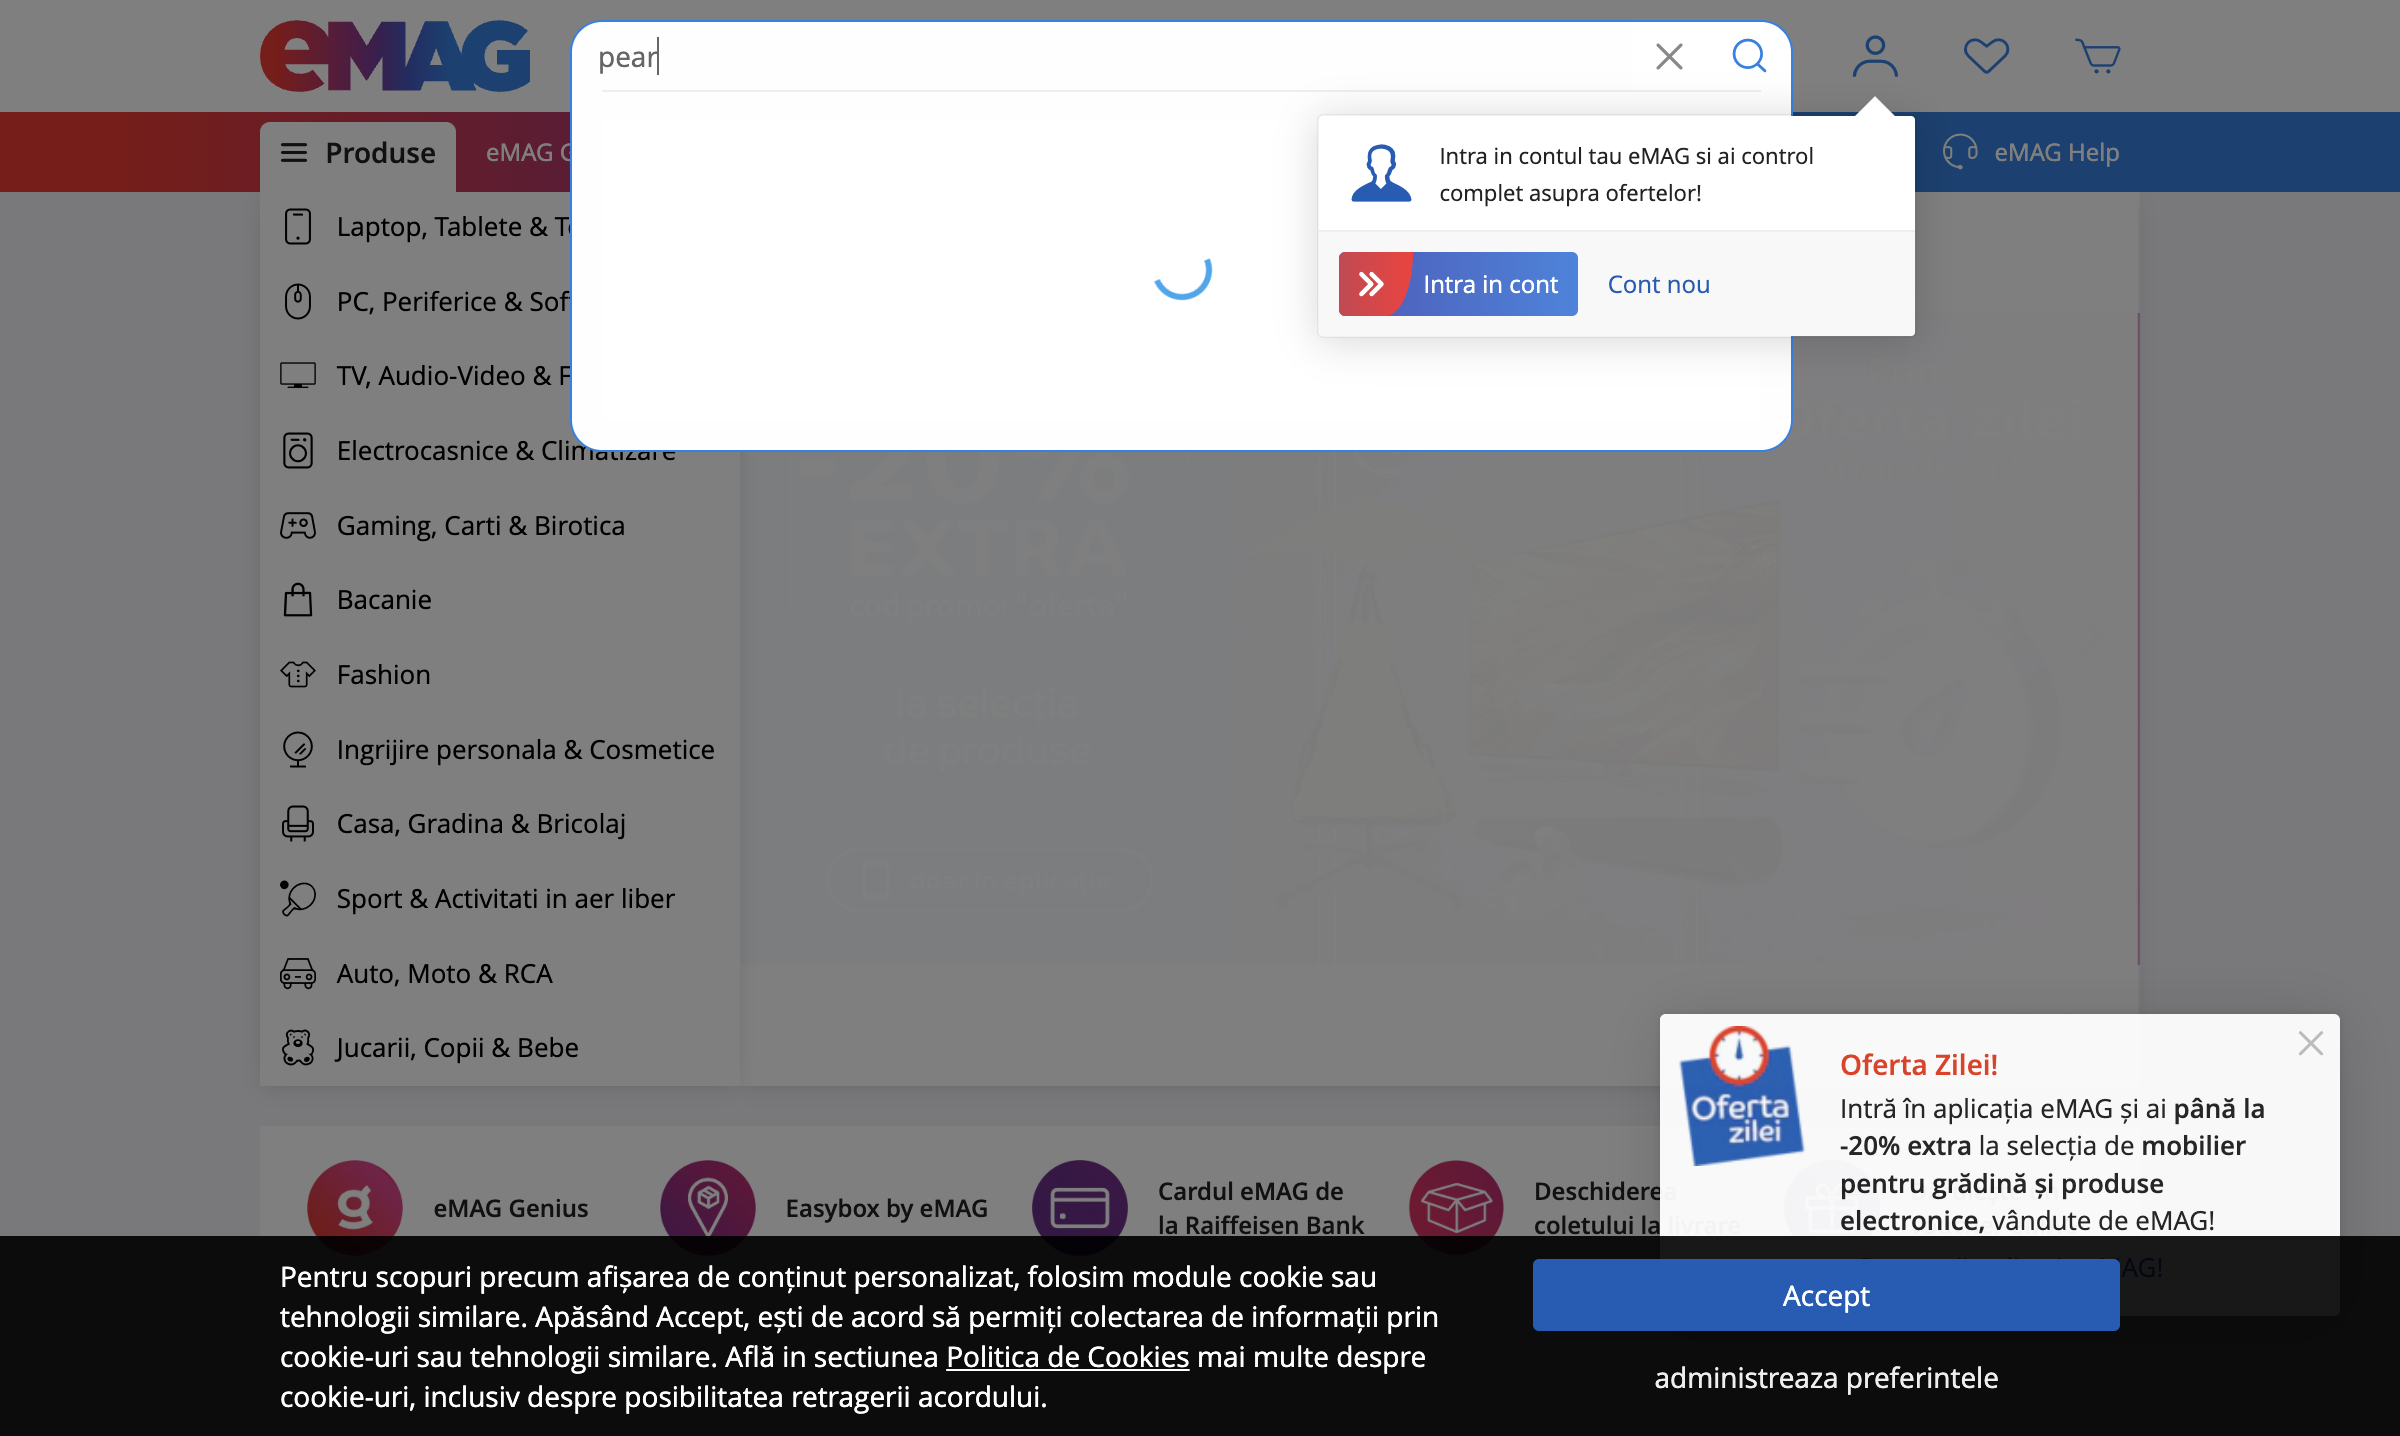 eMAG
pear
Produse
eMAG G
eMAG Help
Intra in contul tau eMAG si ai control
complet asupra ofertelor!
Intra in cont
Cont nou
Laptop, Tablete & T
PC, Periferice & Sof
TV, Audio-Video & F
Electrocasnice & Climatizare
Gaming, Carti & Birotica
Bacanie
Fashion
Ingrijire personala & Cosmetice
Casa, Gradina & Bricolaj
Sport & Activitati in aer liber
Auto, Moto & RCA
Jucarii, Copii & Bebe
-20%
EXTRA
cod promo: "oferta"
la selecția
de produse
Oferta
zilei
Oferta Zilei!
Intră în aplicația eMAG și ai până la
-20% extra la selecția de mobilier
pentru grădină și produse
electronice, vândute de eMAG!
g
eMAG Genius
Easybox by eMAG
Cardul eMAG de
la Raiffeisen Bank
Deschiderea
coletului la livrare
Pentru scopuri precum afișarea de conținut personalizat, folosim module cookie sau
tehnologii similare. Apăsând Accept, ești de acord să permiți colectarea de informații prin
cookie-uri sau tehnologii similare. Află in sectiunea Politica de Cookies mai multe despre
cookie-uri, inclusiv despre posibilitatea retragerii acordului.
Accept
administreaza preferintele